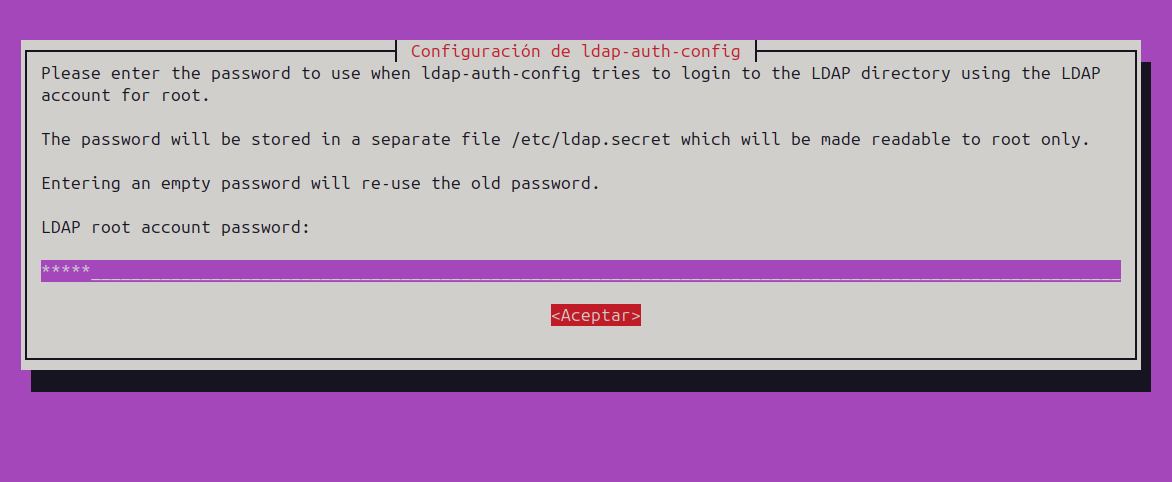 Configuración de ldap-auth-config
Please enter the password to use when ldap-auth-config tries to login to the LDAP directory using the LDAP
account for root.
The password will be stored in a separate file /etc/ldap.secret which will be made readable to root only.
Entering an empty password will re-use the old password.
LDAP root account password:
*****
<Aceptar>